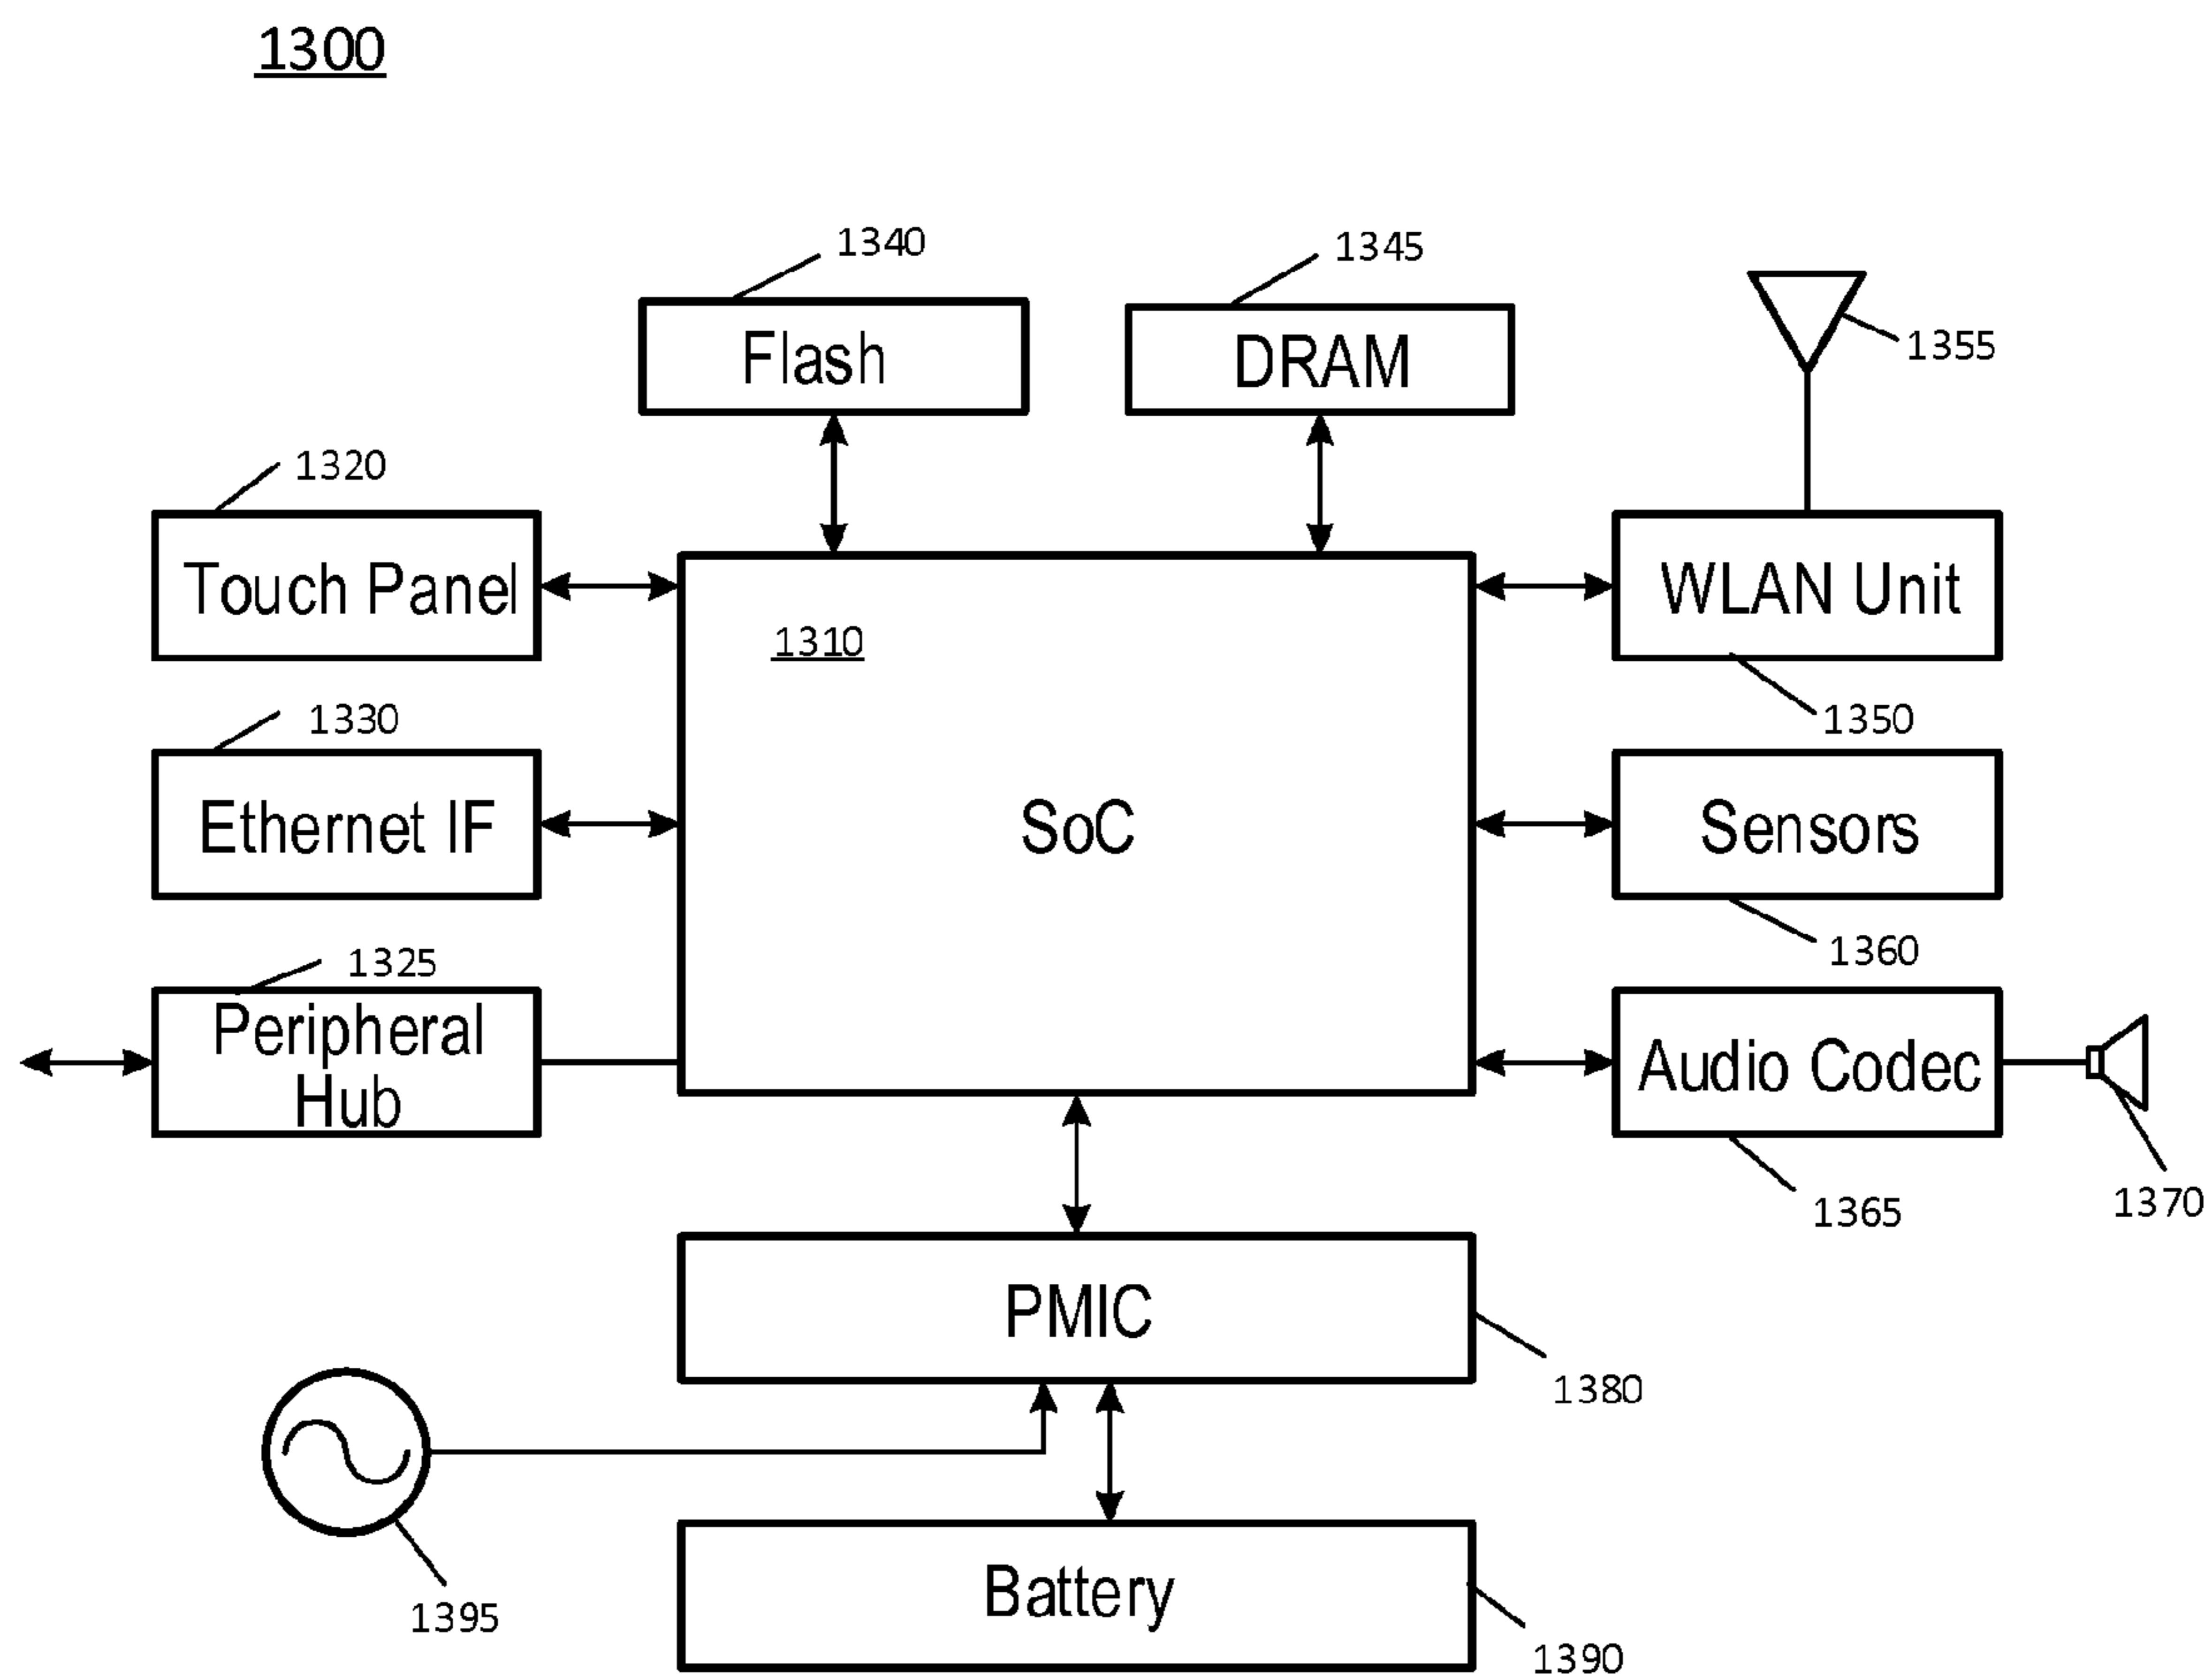 1300
1340
1345
Flash
DRAM
1355
1320
Touch Panel
WLAN Unit
1310
1330
1350
Ethernet IF
SoC
Sensors
1325
1360
Peripheral
Hub
Audio Codec
1365
1370
PMIC
1380
1395
Battery
1390